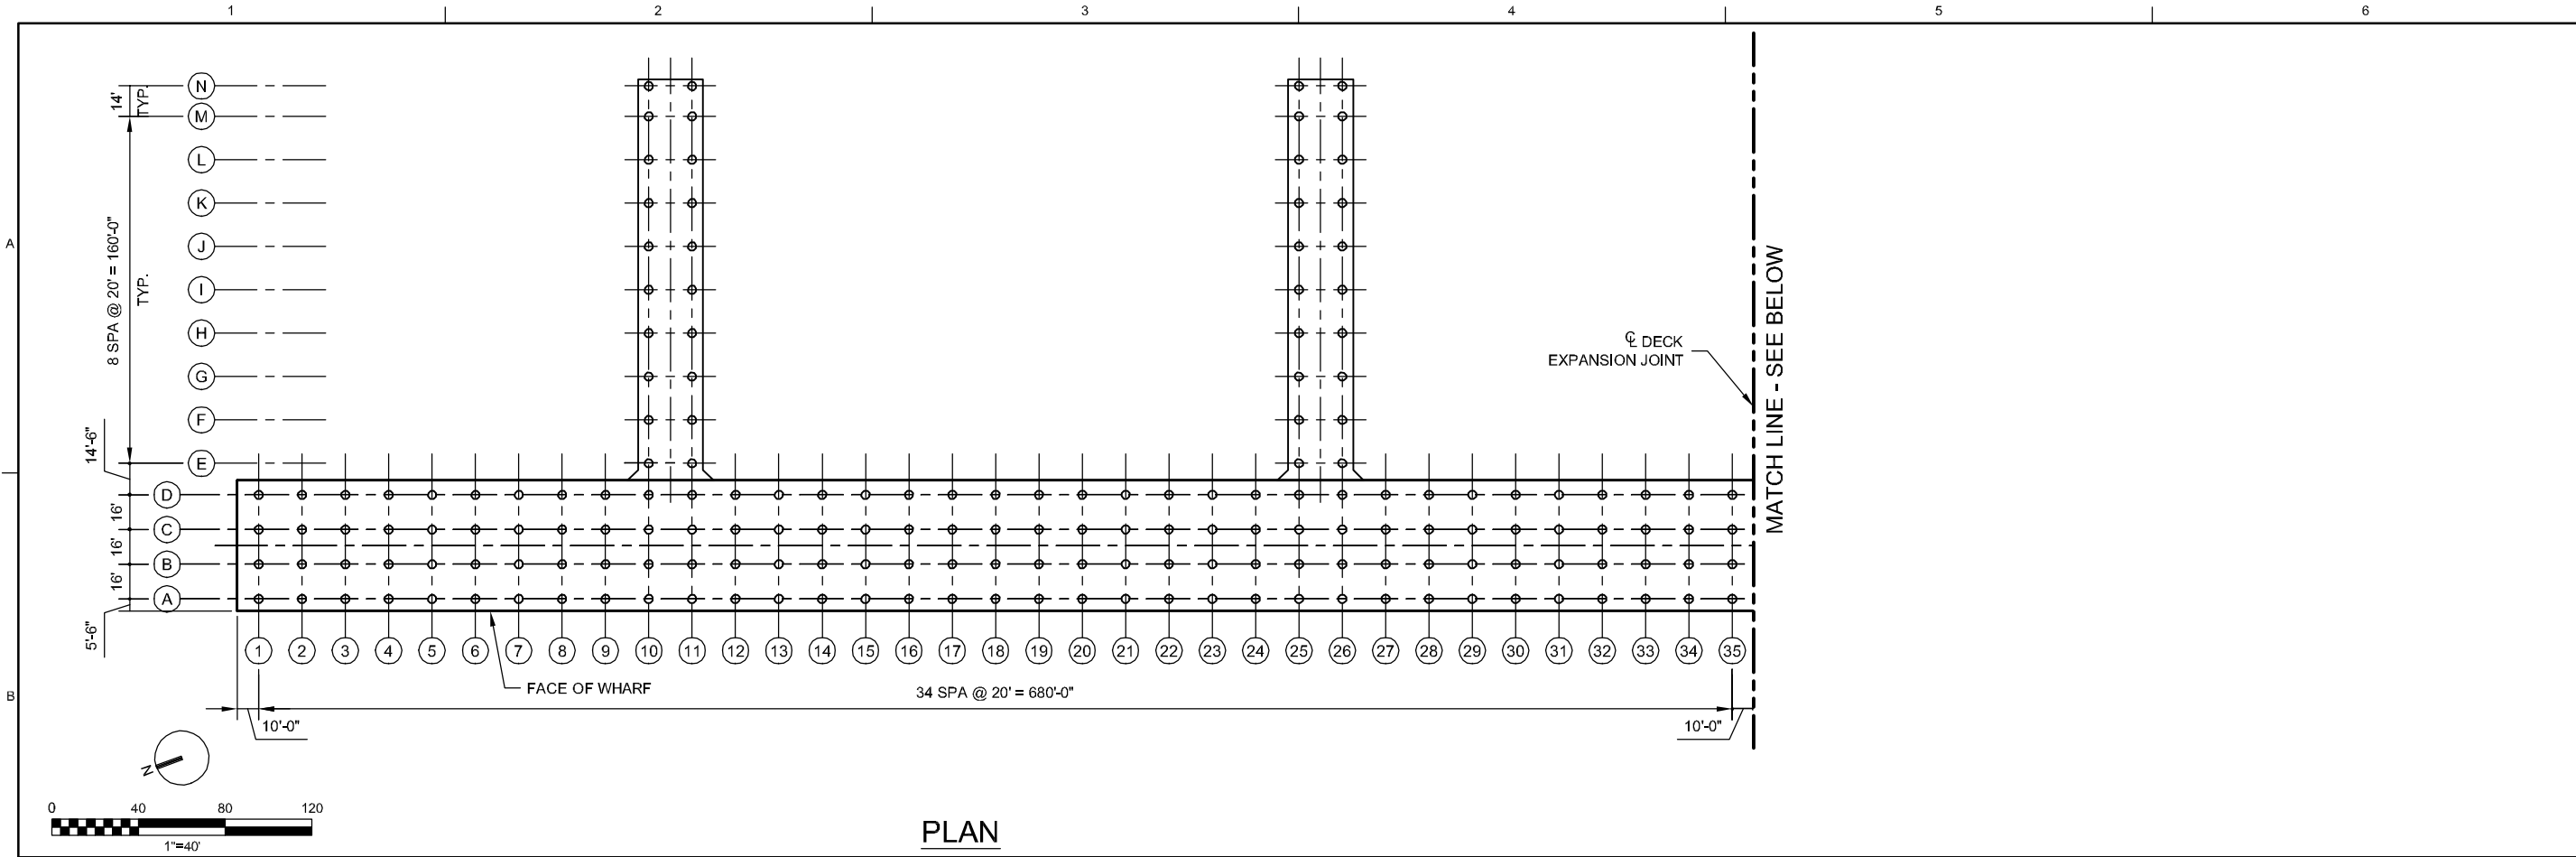 1 2 3 4 5 6
A
B
N
14'
TYP.
M
L
K
J
8 SPA @ 20' = 160'-0"
TYP.
I
H
G
F
14'-6"
E
D
16'
C
16'
B
16'
A
5'-6"
℄ DECK
EXPANSION JOINT
MATCH LINE - SEE BELOW
1 2 3 4 5 6 7 8 9 10 11 12 13 14 15 16 17 18 19 20 21 22 23 24 25 26 27 28 29 30 31 32 33 34 35
FACE OF WHARF
34 SPA @ 20' = 680'-0"
10'-0"
10'-0"
N
0 40 80 120
1"=40'
PLAN